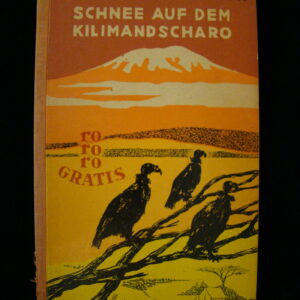 SCHNEE AUF DEM
KILIMANDSCHARO
ro
ro
ro
GRATIS